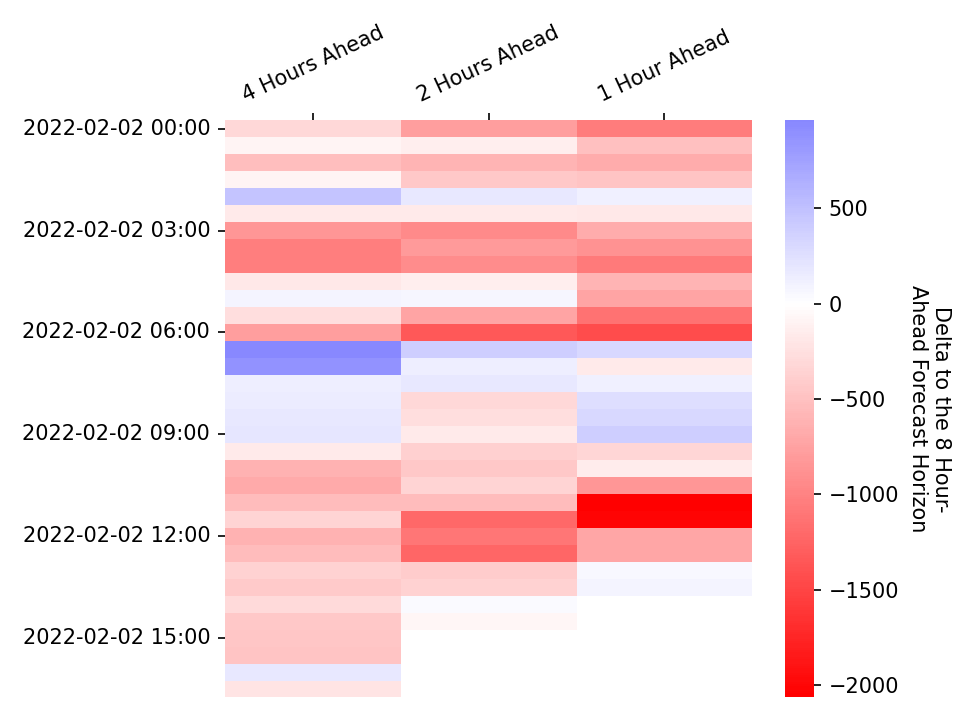 4 Hours Ahead
2 Hours Ahead
1 Hour Ahead
2022-02-02 00:00
2022-02-02 03:00
2022-02-02 06:00
2022-02-02 09:00
2022-02-02 12:00
2022-02-02 15:00
500
0
−500
−1000
−1500
−2000
Delta to the 8 Hour-
Ahead Forecast Horizon